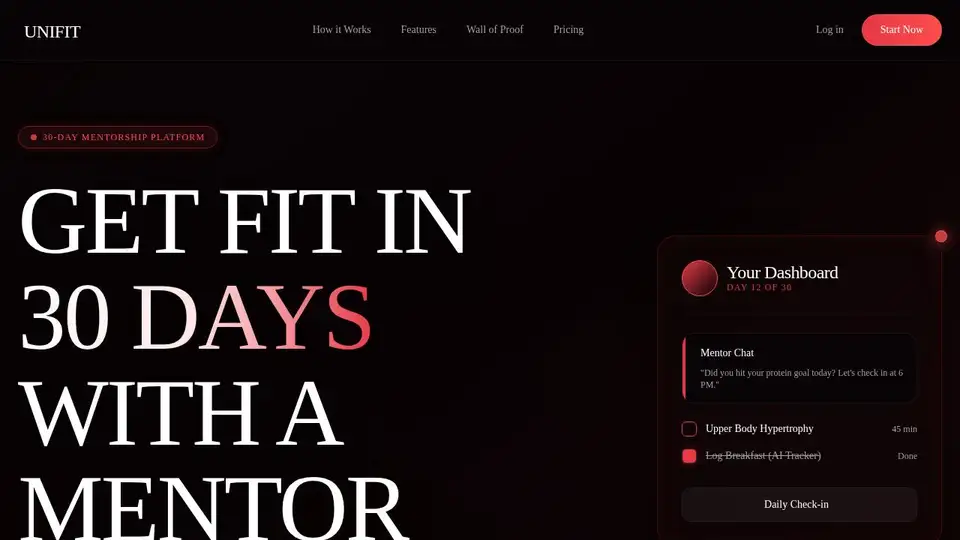 UNIFIT
How it Works
Features
Wall of Proof
Pricing
Log in
Start Now
30-DAY MENTORSHIP PLATFORM
GET FIT IN
30 DAYS
WITH A
MENTOR
Your Dashboard
DAY 12 OF 30
Mentor Chat
"Did you hit your protein goal today? Let's check in at 6
PM."
Upper Body Hypertrophy
45 min
Log Breakfast (AI Tracker)
Done
Daily Check-in